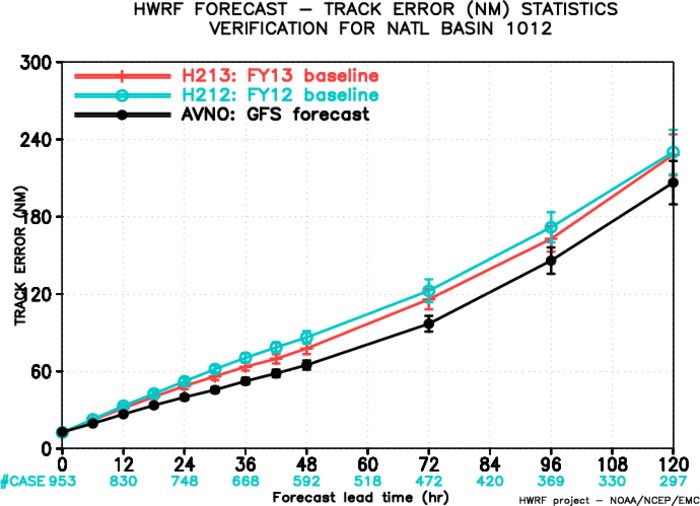 HWRF FORECAST – TRACK ERROR (NM) STATISTICS
VERIFICATION FOR NATL BASIN 1012
H213: FY13 baseline
H212: FY12 baseline
AVNO: GFS forecast
TRACK ERROR (NM)
300
240
180
120
60
0
0 12 24 36 48 60 72 84 96 108 120
#CASE 953 830 748 668 592 518 472 420 369 330 297
Forecast lead time (hr)
HWRF project – NOAA/NCEP/EMC